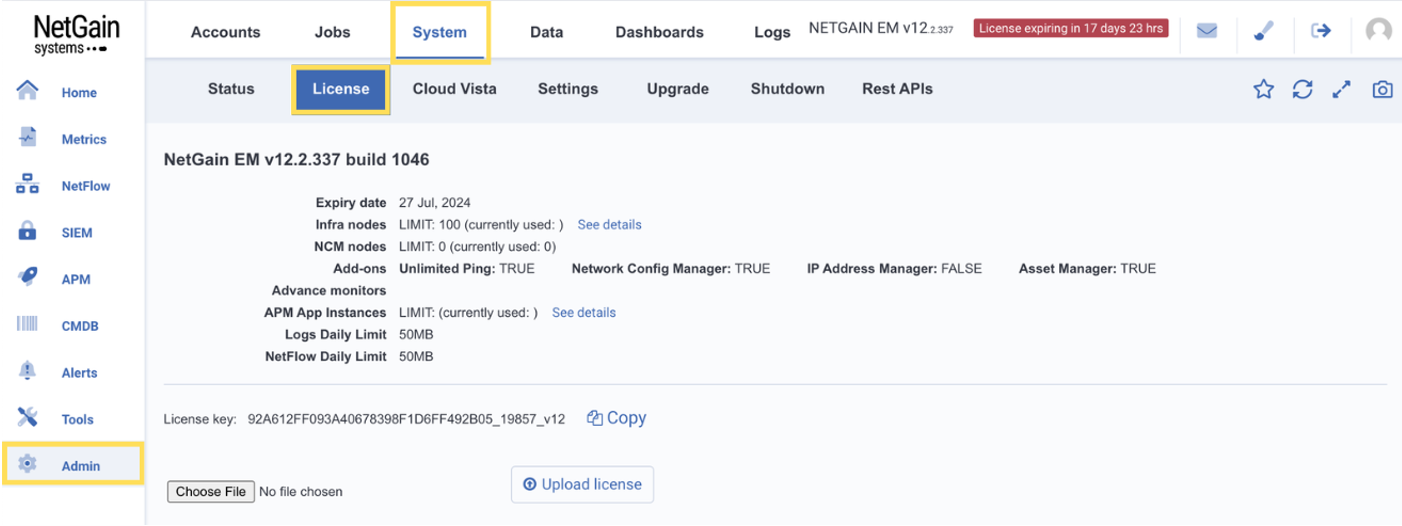 NetGain
systems
Accounts Jobs System Data Dashboards Logs NETGAIN EM v12.2.337 License expiring in 17 days 23 hrs
Status License Cloud Vista Settings Upgrade Shutdown Rest APIs
Home
Metrics
NetFlow
SIEM
APM
CMDB
Alerts
Tools
Admin
NetGain EM v12.2.337 build 1046
Expiry date 27 Jul, 2024
Infra nodes LIMIT: 100 (currently used: ) See details
NCM nodes LIMIT: 0 (currently used: 0)
Add-ons Unlimited Ping: TRUE Network Config Manager: TRUE IP Address Manager: FALSE Asset Manager: TRUE
Advance monitors
APM App Instances LIMIT: (currently used: ) See details
Logs Daily Limit 50MB
NetFlow Daily Limit 50MB
License key: 92A612FF093A40678398F1D6FF492B05_19857_v12 Copy
Choose File No file chosen Upload license